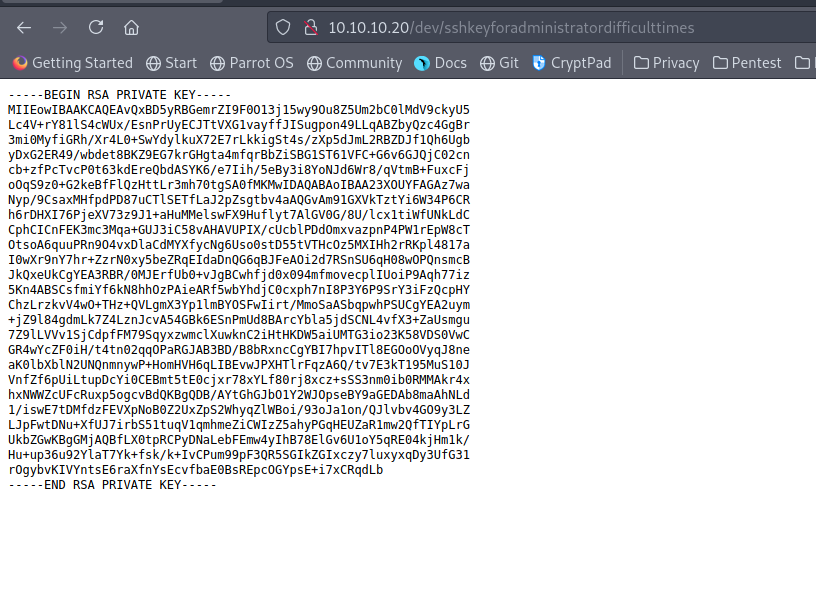 10.10.10.20/dev/sshkeyforadministratordifficulttimes
Getting Started Start Parrot OS Community Docs Git CryptPad Privacy Pentest
-----BEGIN RSA PRIVATE KEY-----
MIIEowIBAAKCAQEAvQxBD5yRBGemrZI9F0O13j15wy9Ou8Z5Um2bC0lMdV9ckyU5
Lc4V+rY81lS4cWUx/EsnPrUyECJTtVXG1vayffJISugpon49LLqABZbyQzc4GgBr
3mi0MyfiGRh/Xr4L0+SwYdylkuX72E7rLkkigSt4s/zXp5dJmL2RBZDJf1Qh6Ugb
yDxG2ER49/wbdet8BKZ9EG7krGHgta4mfqrBbZiSBG1ST61VFC+G6v6GJQjC02cn
cb+zfPcTvcP0t63kdEreQbdASYK6/e7Iih/5eBy3i8YoNJd6Wr8/qVtmB+FuxcFj
oOqS9z0+G2keBfFlQzHttLr3mh70tgSA0fMKMwIDAQABAoIBAA23XOUYFAGAz7wa
Nyp/9CsaxMHfpdPD87uCTlSETfLaJ2pZsgtbv4aAQGvAm91GXVkTztYi6W34P6CR
h6rDHXI76PjeXV73z9J1+aHuMMelswFX9Huflyt7AlGV0G/8U/lcx1tiWfUNkLdC
CphCICnFEK3mc3Mqa+GUJ3iC58vAHAVUPIX/cUcblPDdOmxvazpnP4PW1rEpW8cT
OtsoA6quuPRn9O4vxDlaCdMYXfycNg6Uso0stD55tVTHcOz5MXIHh2rRKpl4817a
I0wXr9nY7hr+ZzrN0xy5beZRqEIdaDnQG6qBJFeAOi2d7RSnSU6qH08wOPQnsmcB
JkQxeUkCgYEA3RBR/0MJErfUb0+vJgBCwhfjd0x094mfmovecplIUoiP9Aqh77iz
5Kn4ABSCsfmiYf6kN8hhOzPAieARf5wbYhdjC0cxph7nI8P3Y6P9SrY3iFzQcpHY
ChzLrzkvV4wO+THz+QVLgmX3Yp1lmBYOSFwIirt/MmoSaASbqpwhPSUCgYEA2uym
+jZ9l84gdmLk7Z4LznJcvA54GBk6ESnPmUd8BArcYbla5jdSCNL4vfX3+ZaUsmgu
7Z9lLVVv1SjCdpfFM79SqyxzwmclXuwknC2iHtHKDW5aiUMTG3io23K58VDS0VwC
GR4wYcZF0iH/t4tn02qqOPaRGJAB3BD/B8bRxncCgYBI7hpvITl8EGOoOVyqJ8ne
aK0lbXblN2UNQnmnywP+HomHVH6qLIBEvwJPXHTlrFqzA6Q/tv7E3kT195MuS10J
VnfZf6pUiLtupDcYi0CEBmt5tE0cjxr78xYLf80rj8xcz+sSS3nm0ib0RMMAkr4x
hxNWWZcUFcRuxp5ogcvBdQKBgQDB/AYtGhGJbO1Y2WJOpseBY9aGEDAb8maAhNLd
1/iswE7tDMfdzFEVXpNoB0Z2UxZpS2WhyqZlWBoi/93oJa1on/QJlvbv4GO9y3LZ
LJpFwtDNu+XfUJ7irbS51tuqV1qmhmeZiCWIzZ5ahyPGqHEUZaR1mw2QfTIYpLrG
UkbZGwKBgGMjAQBfLX0tpRCPyDNaLebFEmw4yIhB78ElGv6U1oY5qRE04kjHm1k/
Hu+up36u92YlaT7Yk+fsk/k+IvCPum99pF3QR5SGIkZGIxczy7luxyxqDy3UfG31
rOgybvKIVYntsE6raXfnYsEcvfbaE0BsREpcOGYpsE+i7xCRqdLb
-----END RSA PRIVATE KEY-----